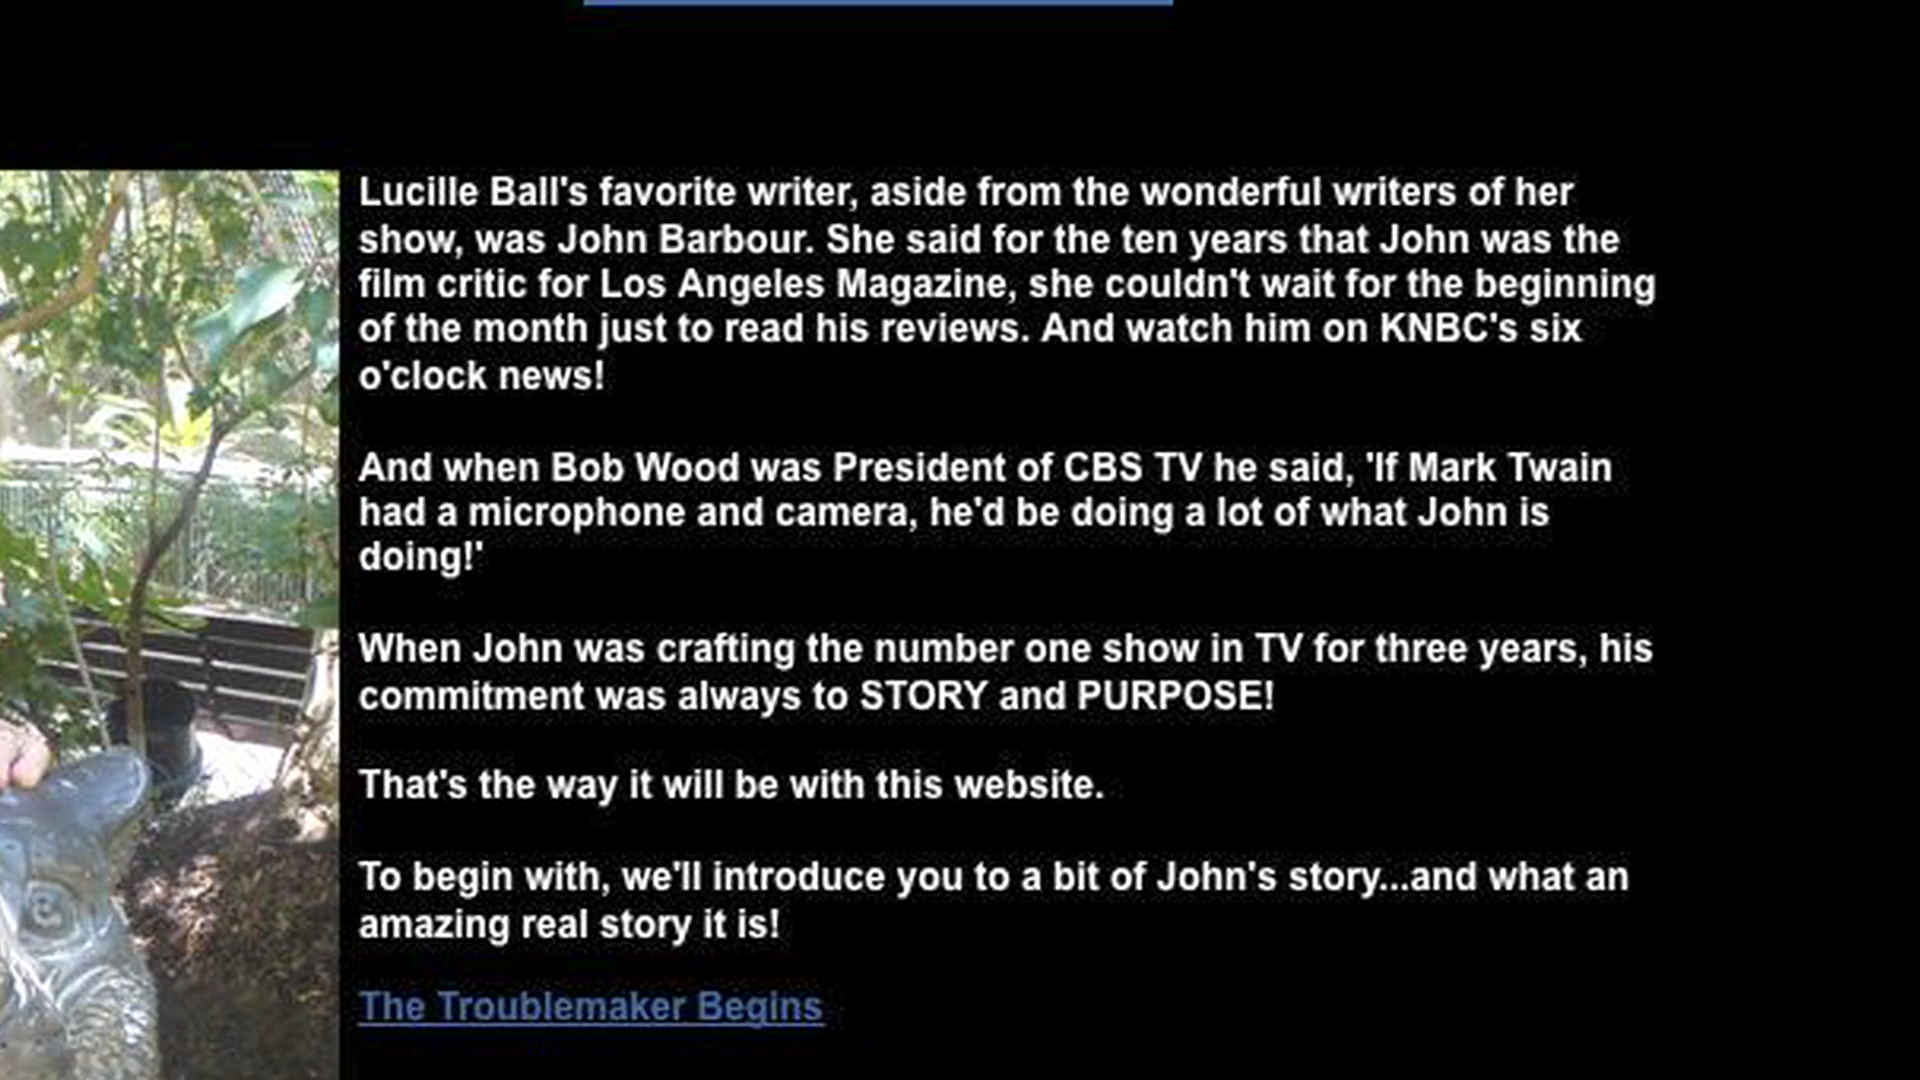 Lucille Ball's favorite writer, aside from the wonderful writers of her
show, was John Barbour. She said for the ten years that John was the
film critic for Los Angeles Magazine, she couldn't wait for the beginning
of the month just to read his reviews. And watch him on KNBC's six
o'clock news!
And when Bob Wood was President of CBS TV he said, 'If Mark Twain
had a microphone and camera, he'd be doing a lot of what John is
doing!'
When John was crafting the number one show in TV for three years, his
commitment was always to STORY and PURPOSE!
That's the way it will be with this website.
To begin with, we'll introduce you to a bit of John's story...and what an
amazing real story it is!
The Troublemaker Begins